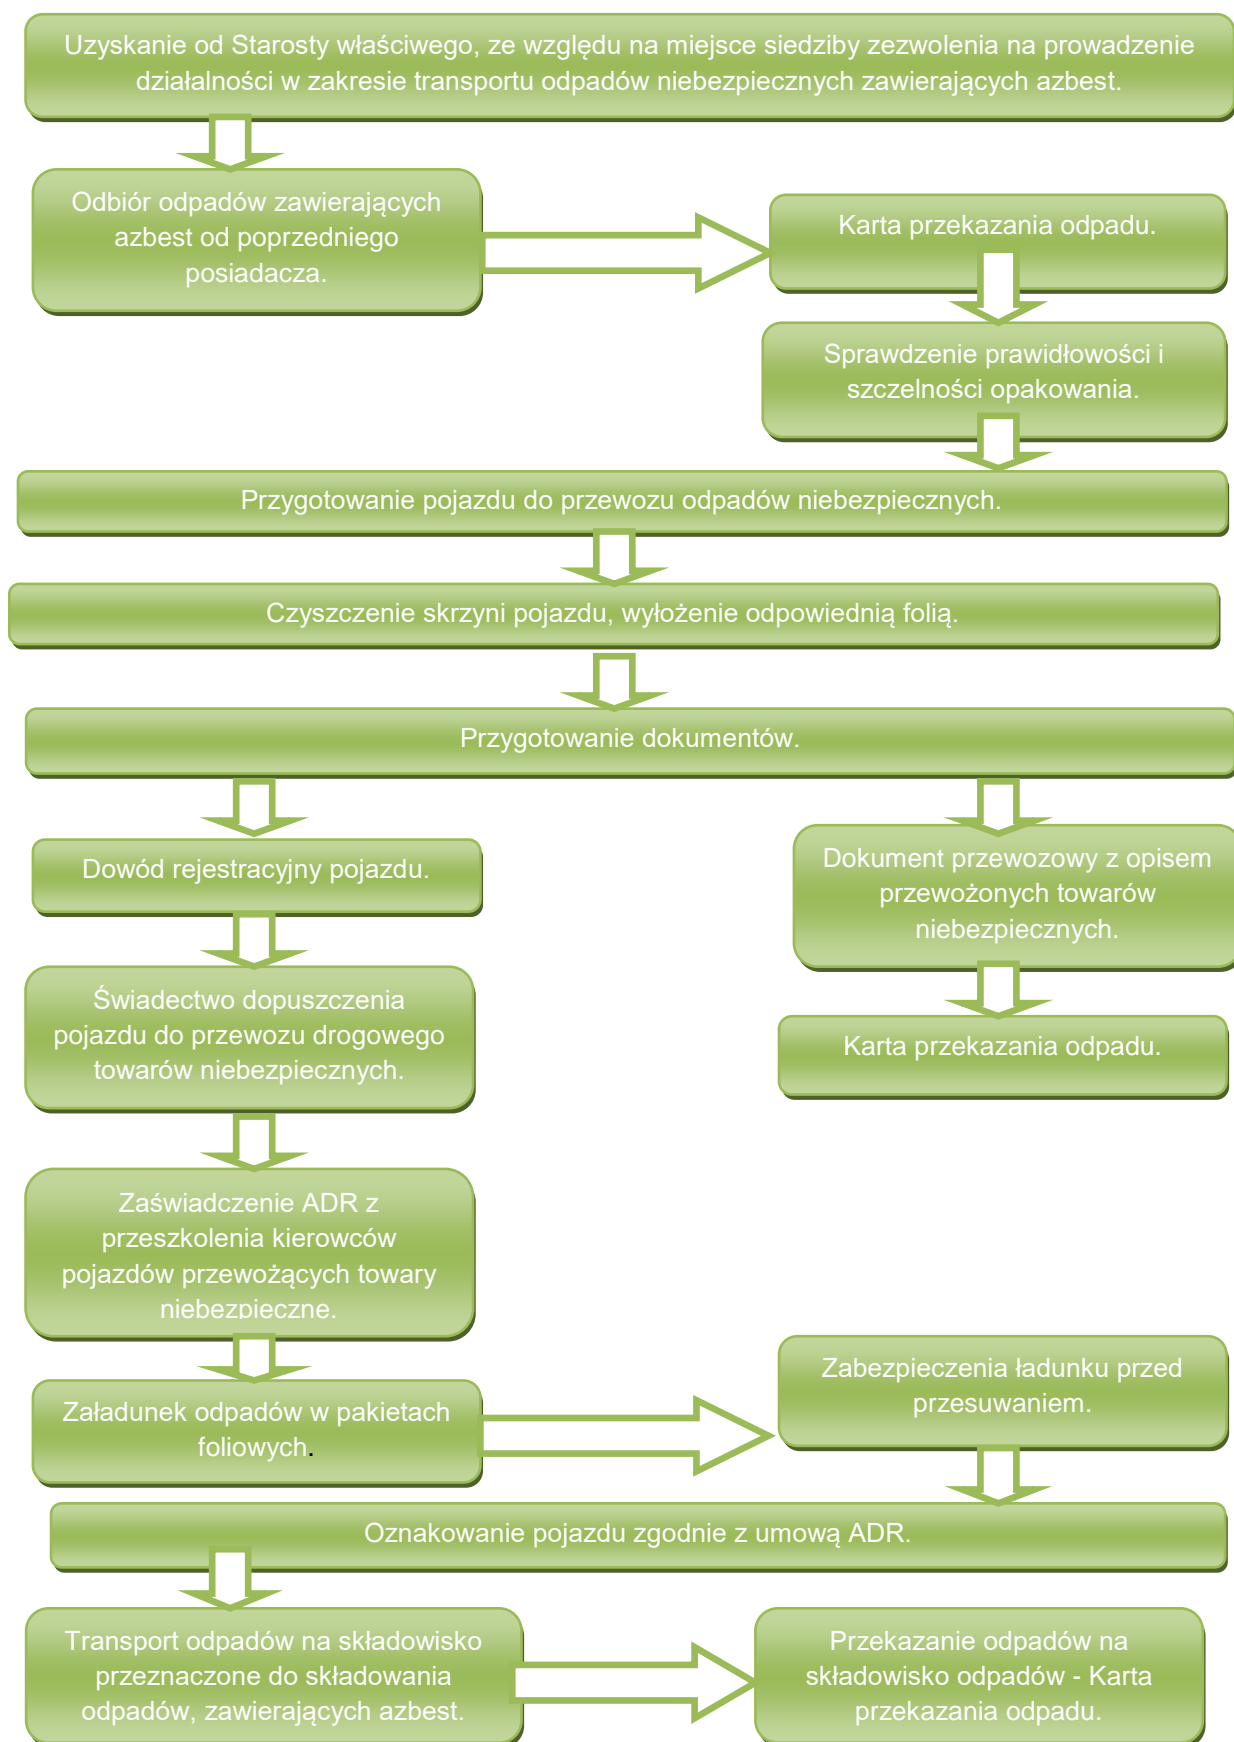 Uzyskanie od Starosty właściwego, ze względu na miejsce siedziby zezwolenia na prowadzenie
działalności w zakresie transportu odpadów niebezpiecznych zawierających azbest.
Odbiór odpadów zawierających
azbest od poprzedniego
posiadacza.
Karta przekazania odpadu.
Sprawdzenie prawidłowości i
szczelności opakowania.
Przygotowanie pojazdu do przewozu odpadów niebezpiecznych.
Czyszczenie skrzyni pojazdu, wyłożenie odpowiednią folią.
Przygotowanie dokumentów.
Dowód rejestracyjny pojazdu.
Dokument przewozowy z opisem
przewożonych towarów
niebezpiecznych.
Świadectwo dopuszczenia
pojazdu do przewozu drogowego
towarów niebezpiecznych.
Karta przekazania odpadu.
Zaświadczenie ADR z
przeszkolenia kierowców
pojazdów przewożących towary
niebezpieczne.
Załadunek odpadów w pakietach
foliowych.
Zabezpieczenia ładunku przed
przesuwaniem.
Oznakowanie pojazdu zgodnie z umową ADR.
Transport odpadów na składowisko
przeznaczone do składowania
odpadów, zawierających azbest.
Przekazanie odpadów na
składowisko odpadów - Karta
przekazania odpadu.